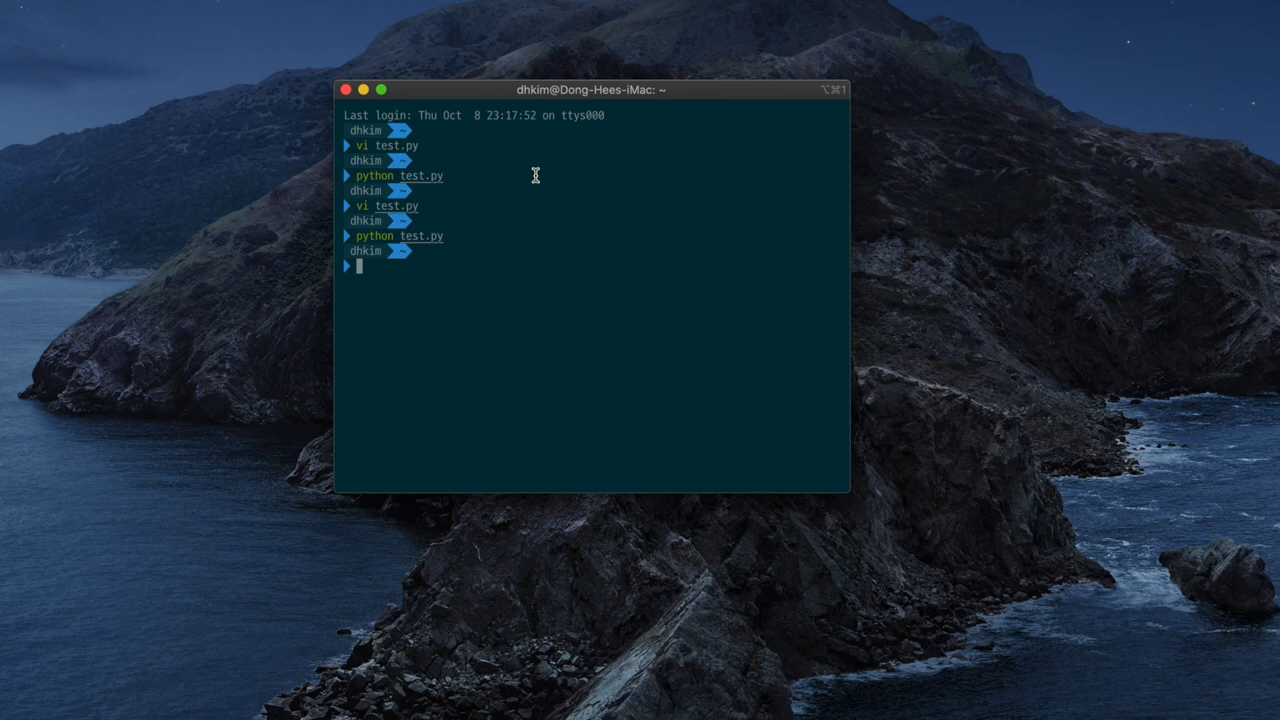 dhkim@Dong-Hees-iMac: ~ ⌥⌘1
Last login: Thu Oct  8 23:17:52 on ttys000
dhkim ~
vi test.py
dhkim ~
python test.py
dhkim ~
vi test.py
dhkim ~
python test.py
dhkim ~